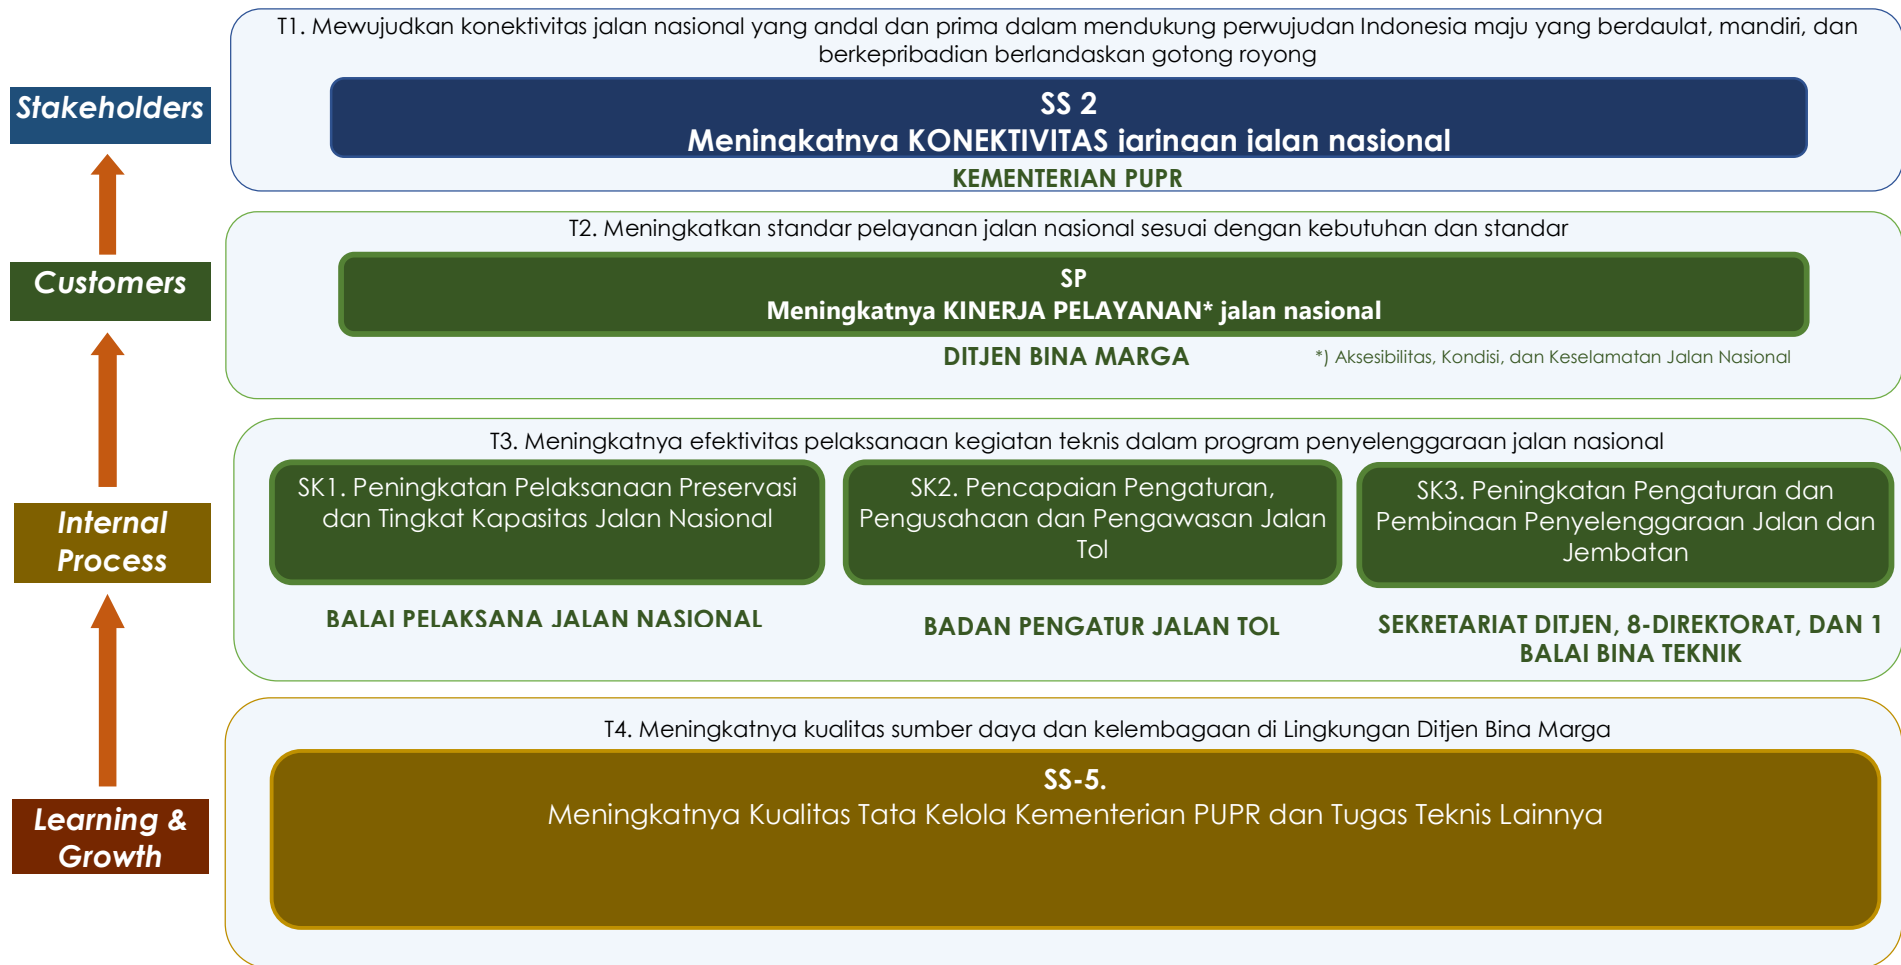 T1. Mewujudkan konektivitas jalan nasional yang andal dan prima dalam mendukung perwujudan Indonesia maju yang berdaulat, mandiri, dan
berkepribadian berlandaskan gotong royong
Stakeholders
SS 2
Meningkatnya KONEKTIVITAS jaringan jalan nasional
KEMENTERIAN PUPR
T2. Meningkatkan standar pelayanan jalan nasional sesuai dengan kebutuhan dan standar
Customers
SP
Meningkatnya KINERJA PELAYANAN* jalan nasional
DITJEN BINA MARGA
*) Aksesibilitas, Kondisi, dan Keselamatan Jalan Nasional
T3. Meningkatnya efektivitas pelaksanaan kegiatan teknis dalam program penyelenggaraan jalan nasional
Internal
Process
SK1. Peningkatan Pelaksanaan Preservasi
dan Tingkat Kapasitas Jalan Nasional
BALAI PELAKSANA JALAN NASIONAL
SK2. Pencapaian Pengaturan,
Pengusahaan dan Pengawasan Jalan
Tol
BADAN PENGATUR JALAN TOL
SK3. Peningkatan Pengaturan dan
Pembinaan Penyelenggaraan Jalan dan
Jembatan
SEKRETARIAT DITJEN, 8-DIREKTORAT, DAN 1
BALAI BINA TEKNIK
T4. Meningkatnya kualitas sumber daya dan kelembagaan di Lingkungan Ditjen Bina Marga
Learning &
Growth
SS-5.
Meningkatnya Kualitas Tata Kelola Kementerian PUPR dan Tugas Teknis Lainnya